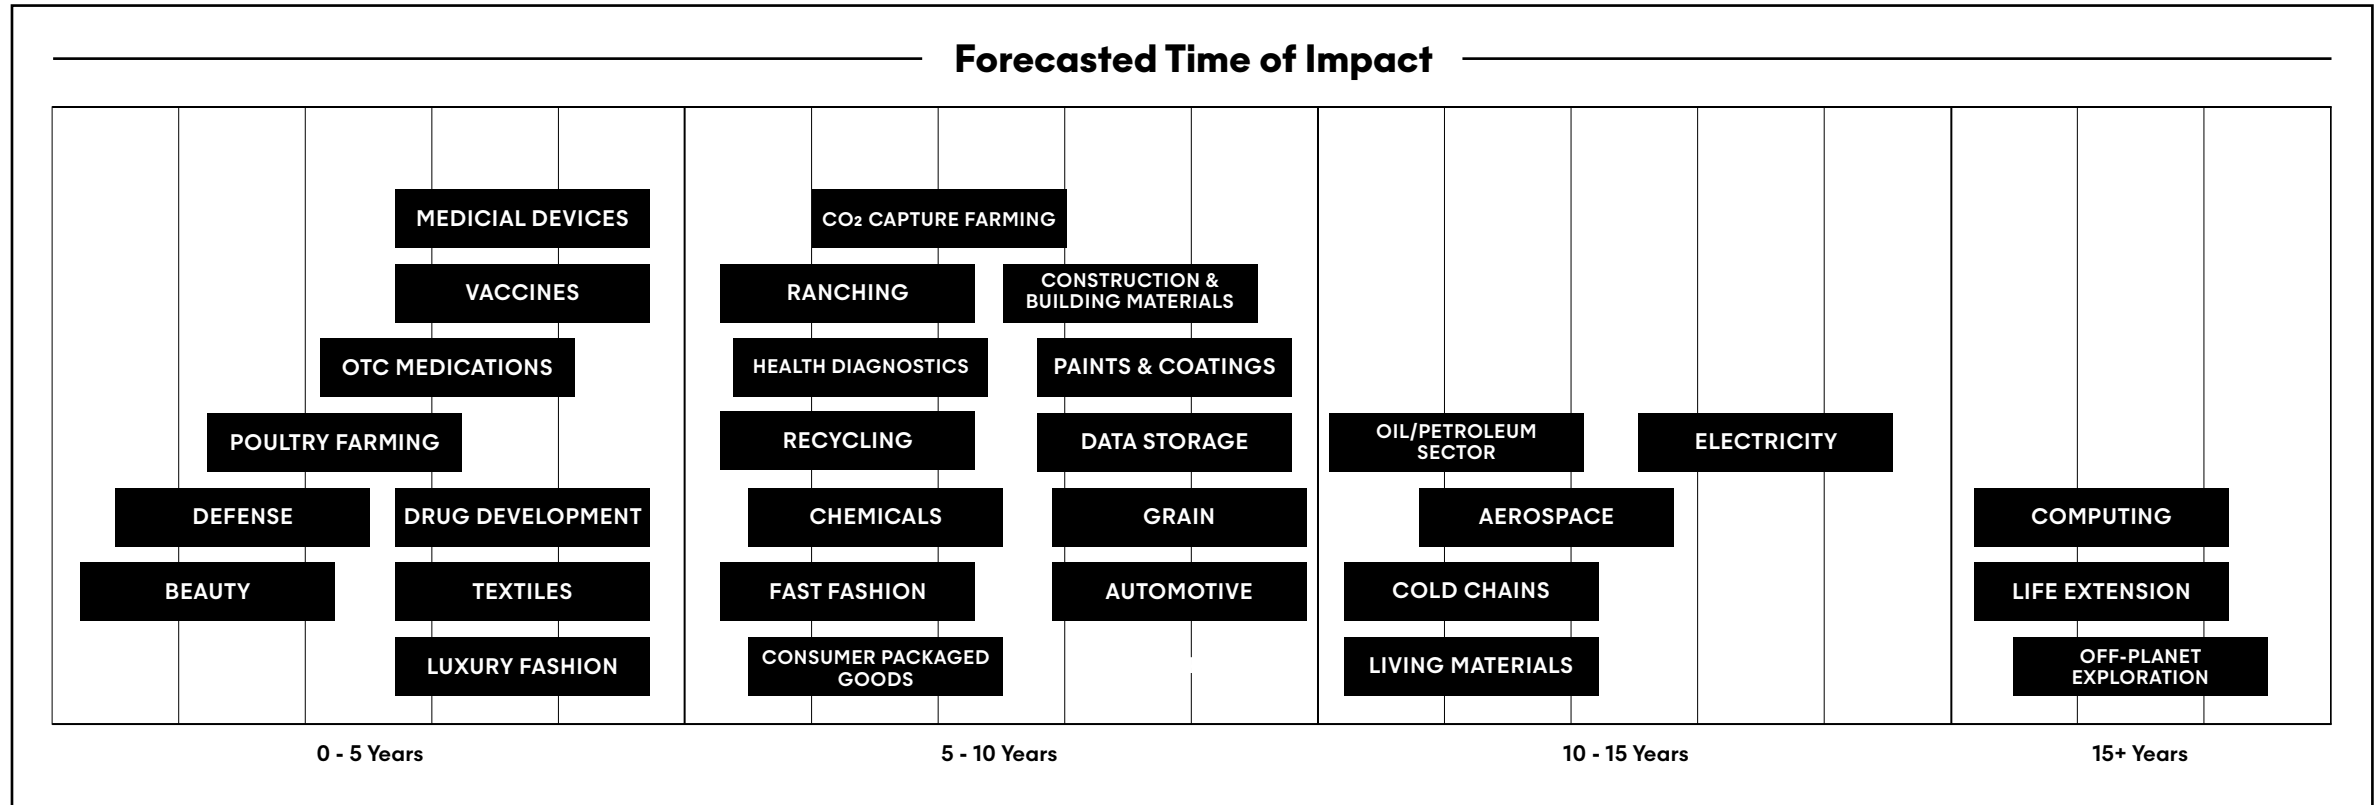 Forecasted Time of Impact
MEDICIAL DEVICES
VACCINES
OTC MEDICATIONS
POULTRY FARMING
DEFENSE
DRUG DEVELOPMENT
BEAUTY
TEXTILES
LUXURY FASHION
CO₂ CAPTURE FARMING
RANCHING
CONSTRUCTION &
BUILDING MATERIALS
HEALTH DIAGNOSTICS
PAINTS & COATINGS
RECYCLING
DATA STORAGE
CHEMICALS
GRAIN
FAST FASHION
AUTOMOTIVE
CONSUMER PACKAGED
GOODS
OIL/PETROLEUM
SECTOR
ELECTRICITY
AEROSPACE
COLD CHAINS
LIVING MATERIALS
COMPUTING
LIFE EXTENSION
OFF-PLANET
EXPLORATION
0 - 5 Years
5 - 10 Years
10 - 15 Years
15+ Years